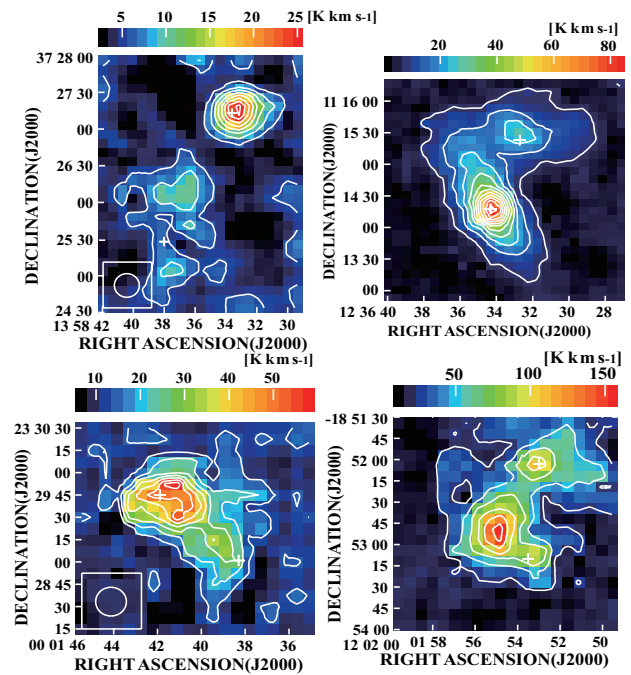 [K km s-1]
5 10 15 20 25
37 28 00
27 30
00
26 30
00
25 30
00
24 30
13 58 42 40 38 36 34 32 30
DECLINATION(J2000)
RIGHT ASCENSION(J2000)
[K km s-1]
20 40 60 80
11 16 00
15 30
00
14 30
00
13 30
00
12 36 40 38 36 34 32 30 28
DECLINATION(J2000)
RIGHT ASCENSION(J2000)
[K km s-1]
10 20 30 40 50
23 30 30
15
00
29 45
30
15
00
28 45
30
15
00 01 46 44 42 40 38 36
DECLINATION(J2000)
RIGHT ASCENSION(J2000)
[K km s-1]
50 100 150
-18 51 30
45
52 00
15
30
45
53 00
15
30
45
54 00
12 02 00 01 58 56 54 52 50
DECLINATION(J2000)
RIGHT ASCENSION(J2000)